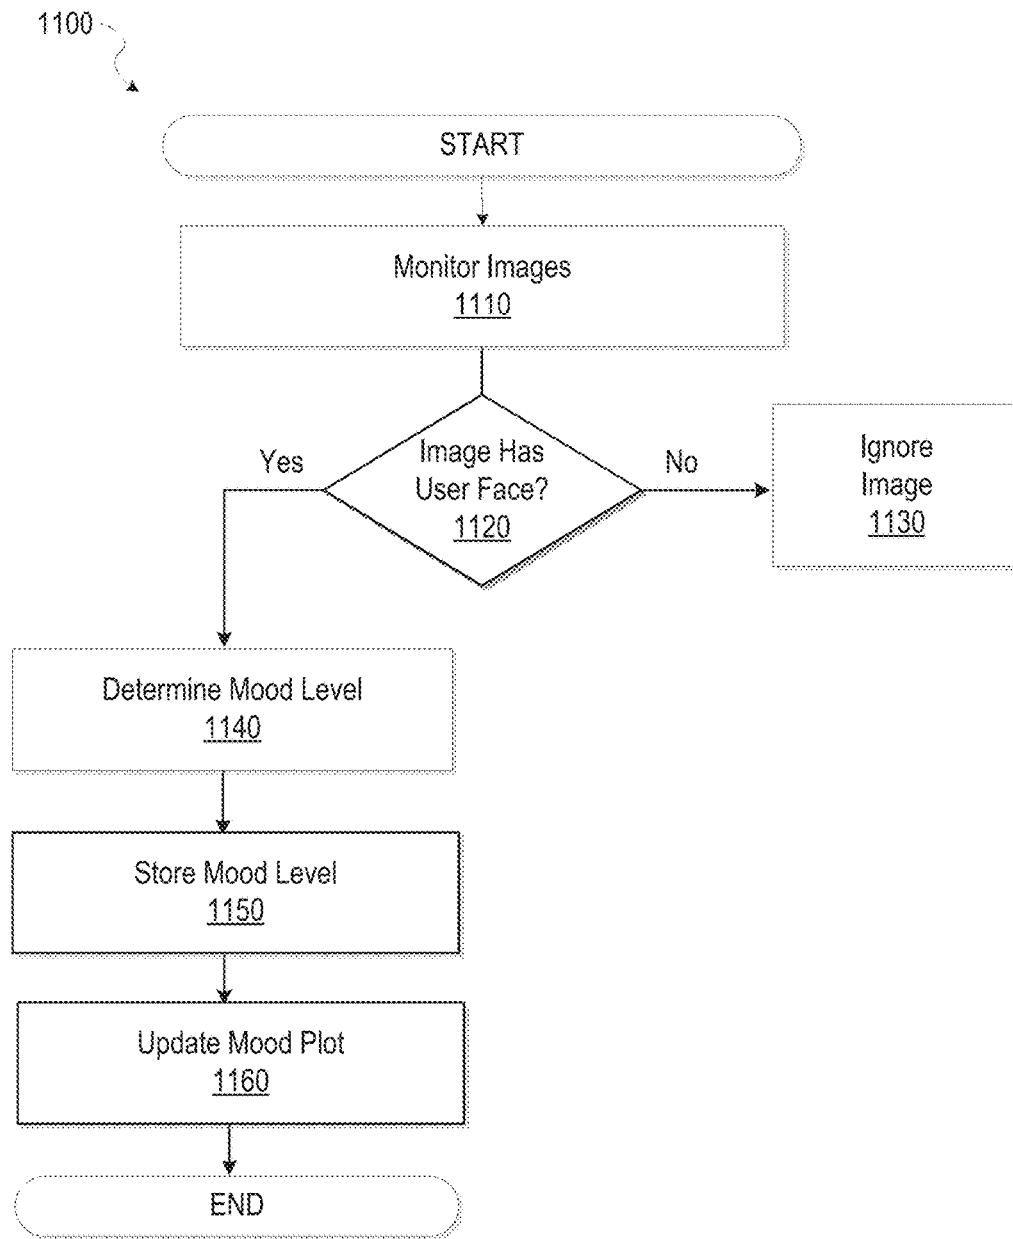 1100
START
Monitor Images
1110
Image Has
User Face?
1120
Yes
No
Ignore
Image
1130
Determine Mood Level
1140
Store Mood Level
1150
Update Mood Plot
1160
END